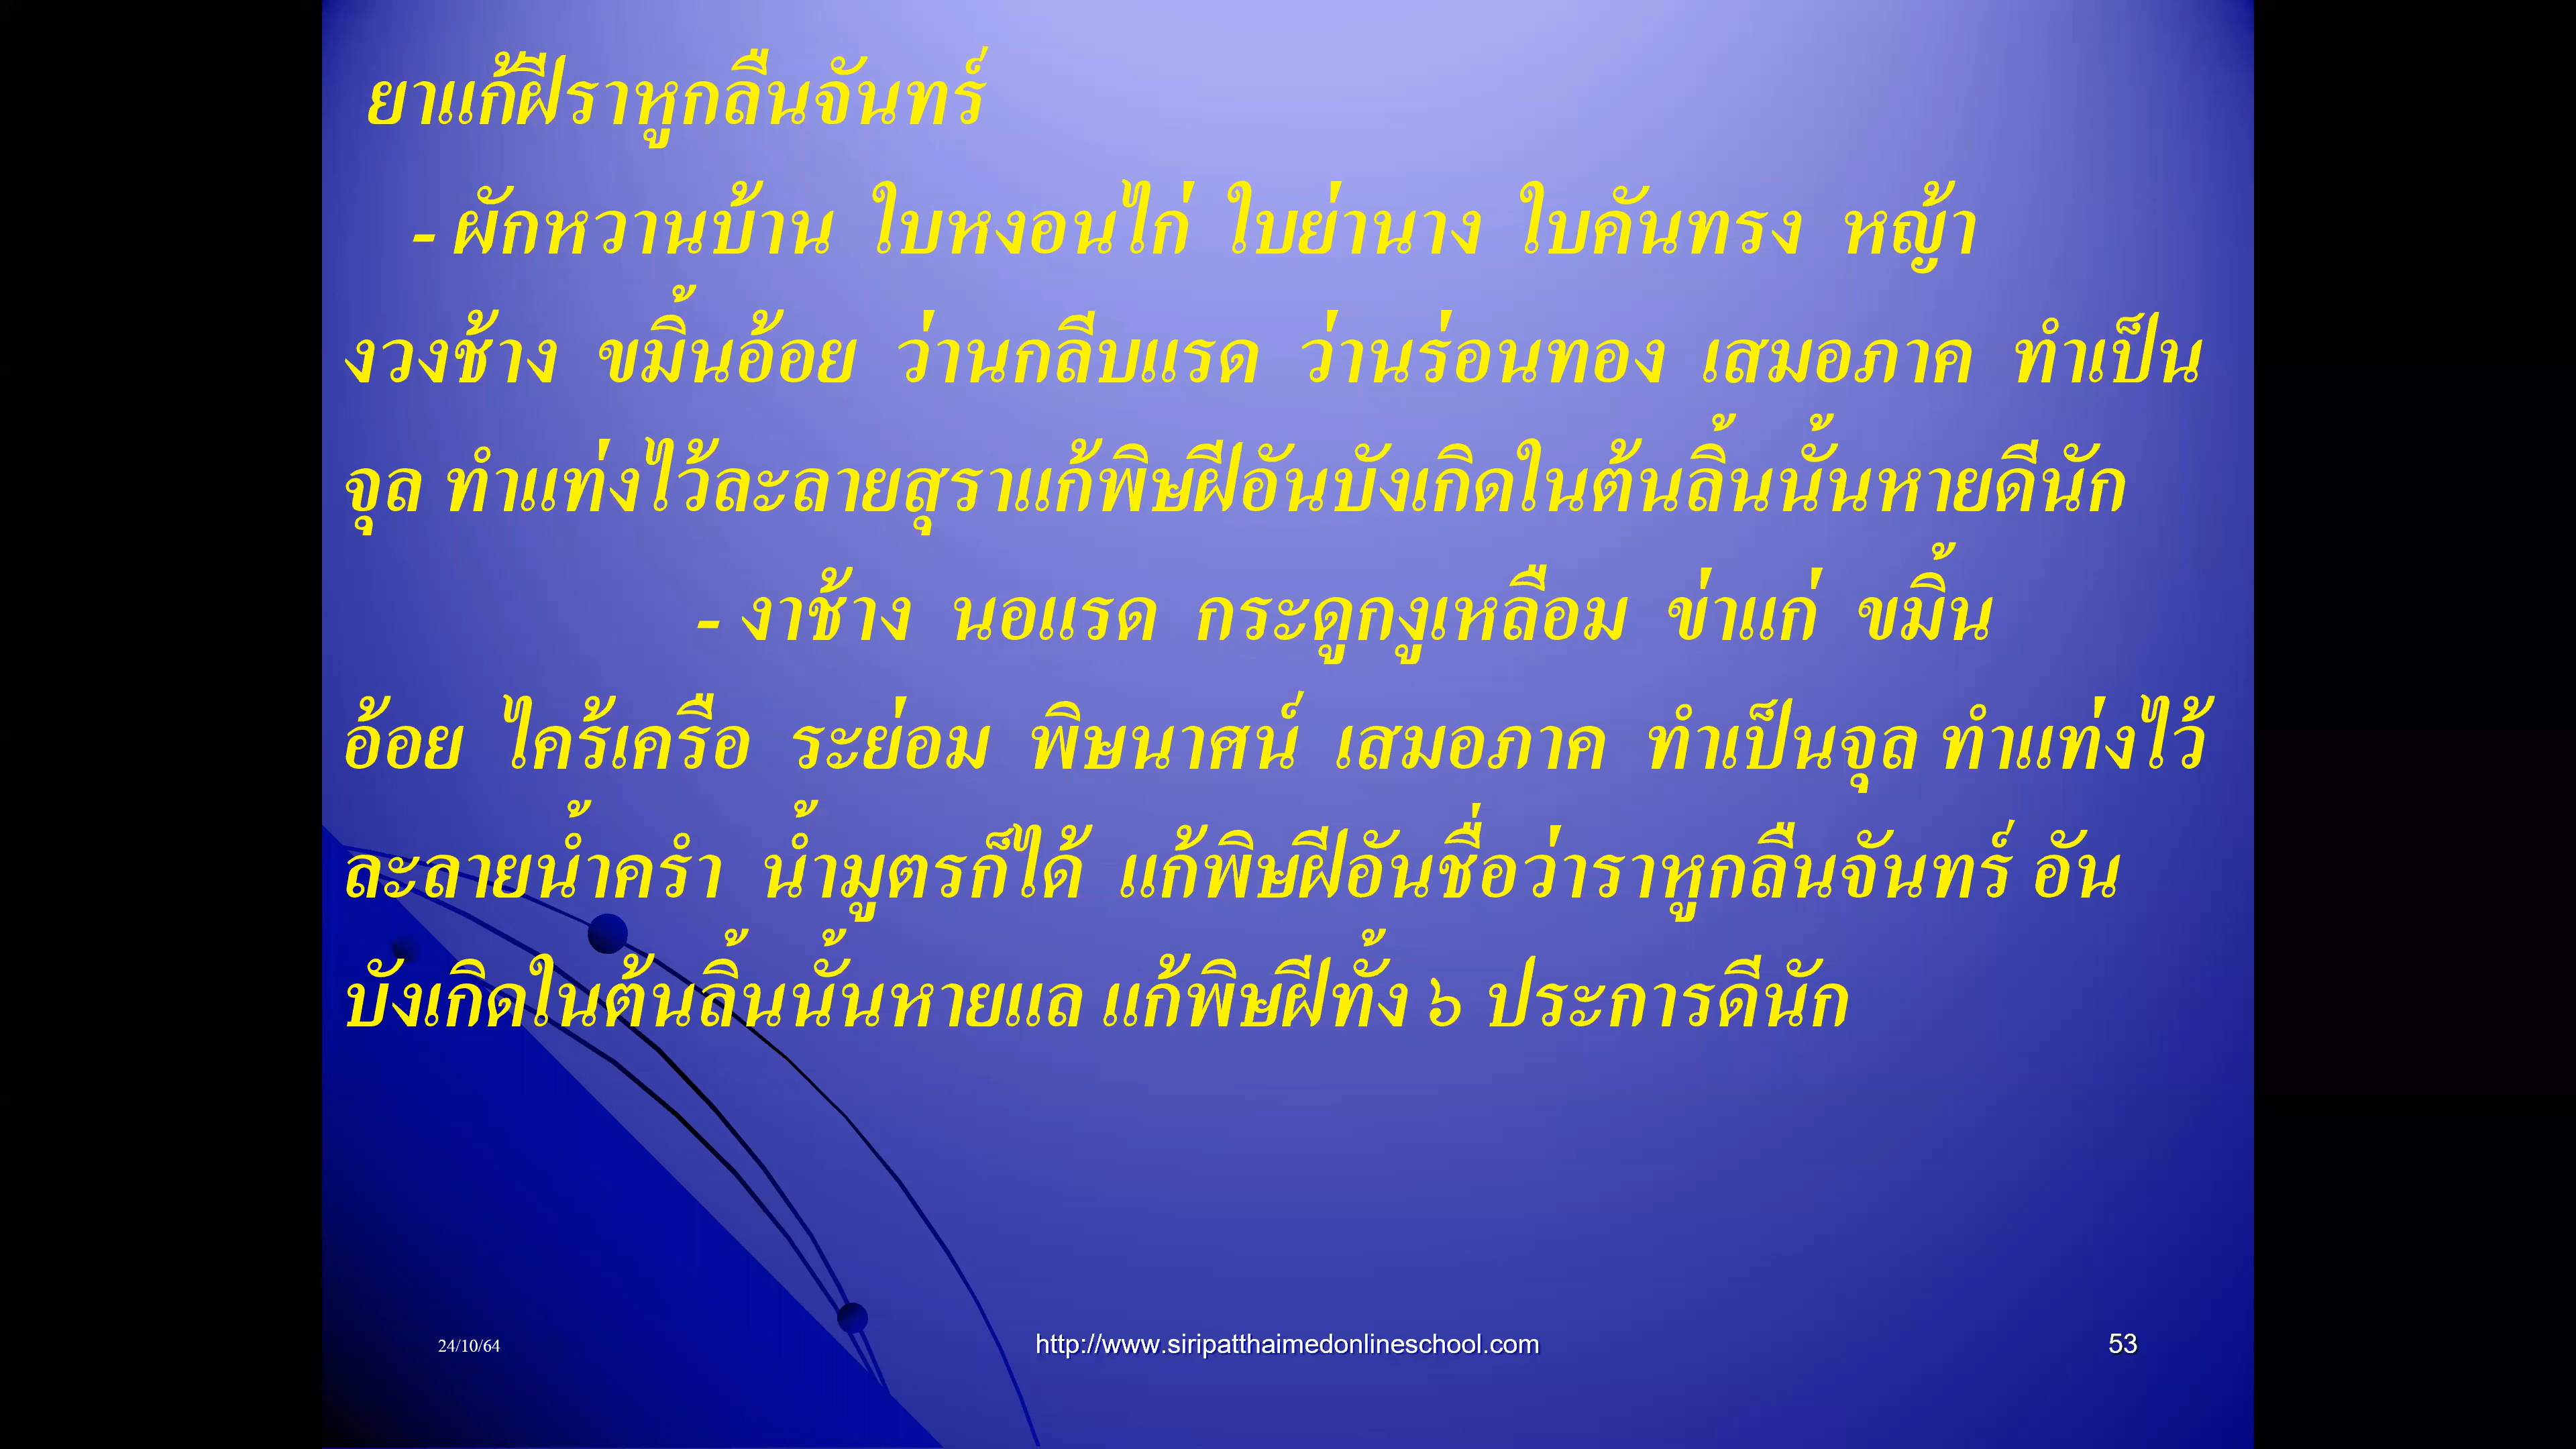 ยาแก้ฝีราหูกลืนจันทร์
- ผักหวานบ้าน ใบหงอนไก่ ใบย่านาง ใบคันทรง หญ้า
งวงช้าง ขมิ้นอ้อย ว่านกลีบแรด ว่านร่อนทอง เสมอภาค ทำเป็น
จุล ทำแท่งไว้ละลายสุราแก้พิษฝีอันบังเกิดในต้นลิ้นนั้นหายดีนัก
- งาช้าง นอแรด กระดูกงูเหลือม ข่าแก่ ขมิ้น
อ้อย ไคร้เครือ ระย่อม พิษนาศน์ เสมอภาค ทำเป็นจุล ทำแท่งไว้
ละลายน้ำครำ น้ำมูตรก็ได้ แก้พิษฝีอันชื่อว่าราหูกลืนจันทร์ อัน
บังเกิดในต้นลิ้นนั้นหายแล แก้พิษฝีทั้ง ๖ ประการดีนัก
24/10/64 http://www.siripatthaimedonlineschool.com 53